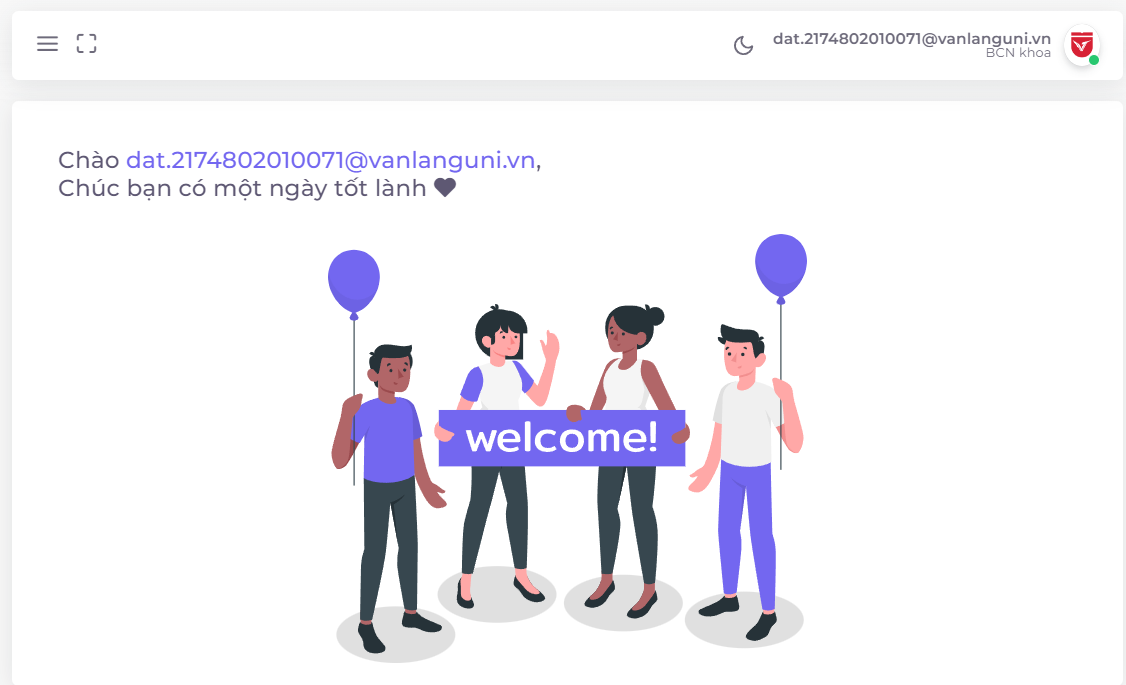 dat.2174802010071@vanlanguni.vn
BCN khoa
Chào dat.2174802010071@vanlanguni.vn,
Chúc bạn có một ngày tốt lành
welcome!